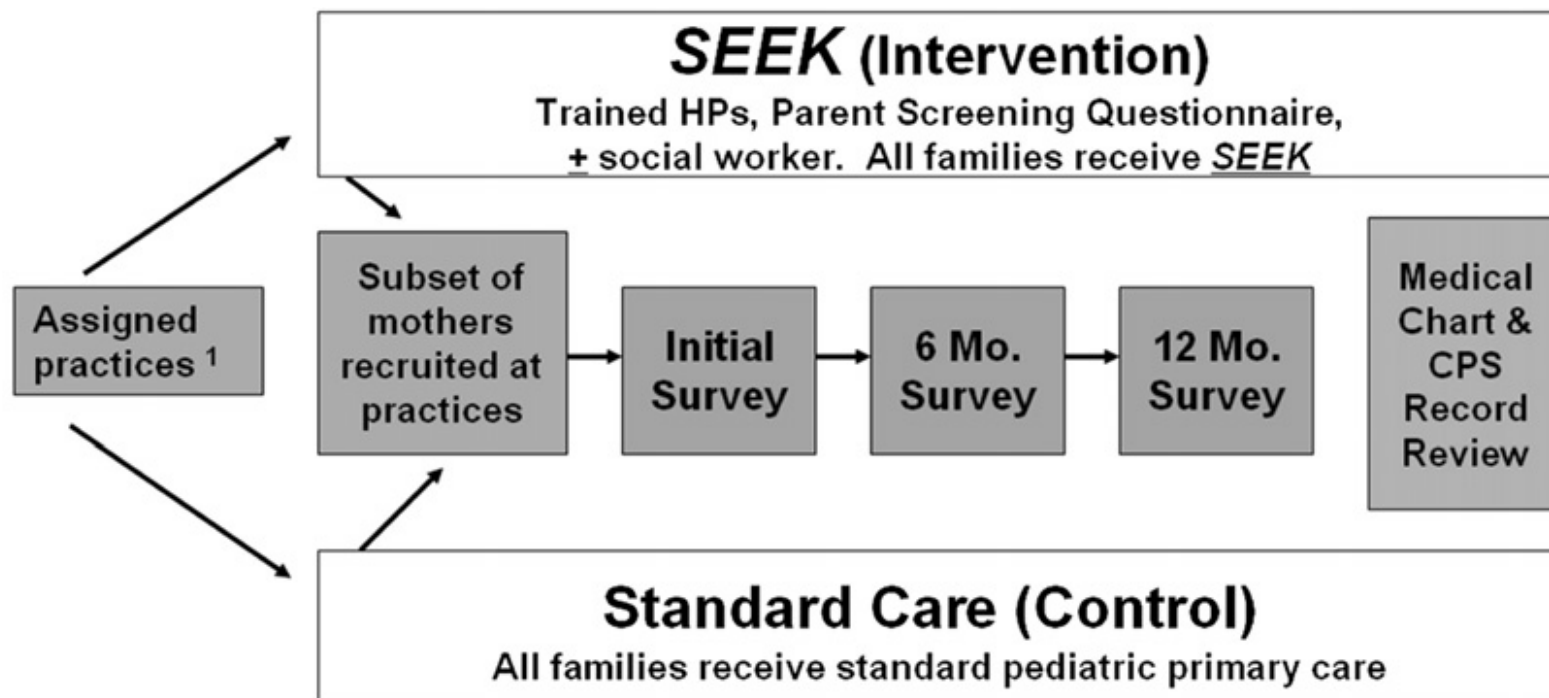 SEEK (Intervention)
Trained HPs, Parent Screening Questionnaire,
± social worker. All families receive SEEK
Assigned
practices ¹
Subset of
mothers
recruited at
practices
Initial
Survey
6 Mo.
Survey
12 Mo.
Survey
Medical
Chart &
CPS
Record
Review
Standard Care (Control)
All families receive standard pediatric primary care